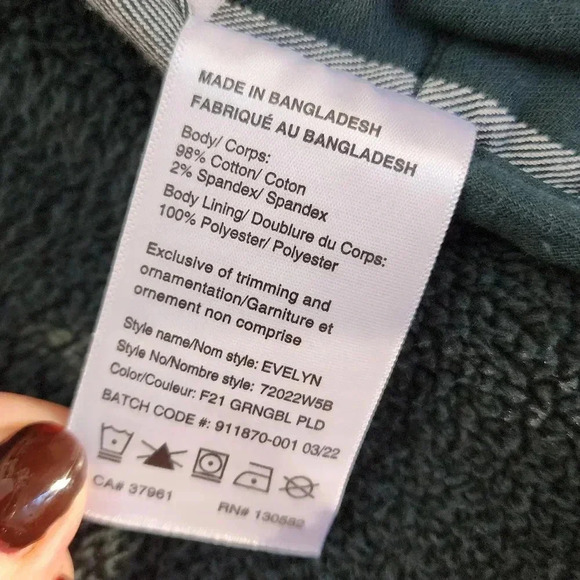 MADE IN BANGLADESH
FABRIQUÉ AU BANGLADESH
Body/ Corps:
98% Cotton/ Coton
2% Spandex/ Spandex
Body Lining/ Doublure du Corps:
100% Polyester/ Polyester
Exclusive of trimming and
ornamentation/Garniture et
ornement non comprise
Style name/Nom style: EVELYN
Style No/Nombre style: 72022W5B
Color/Couleur: F21 GRNGBL PLD
BATCH CODE #: 911870-001 03/22
CA# 37961
RN# 130582